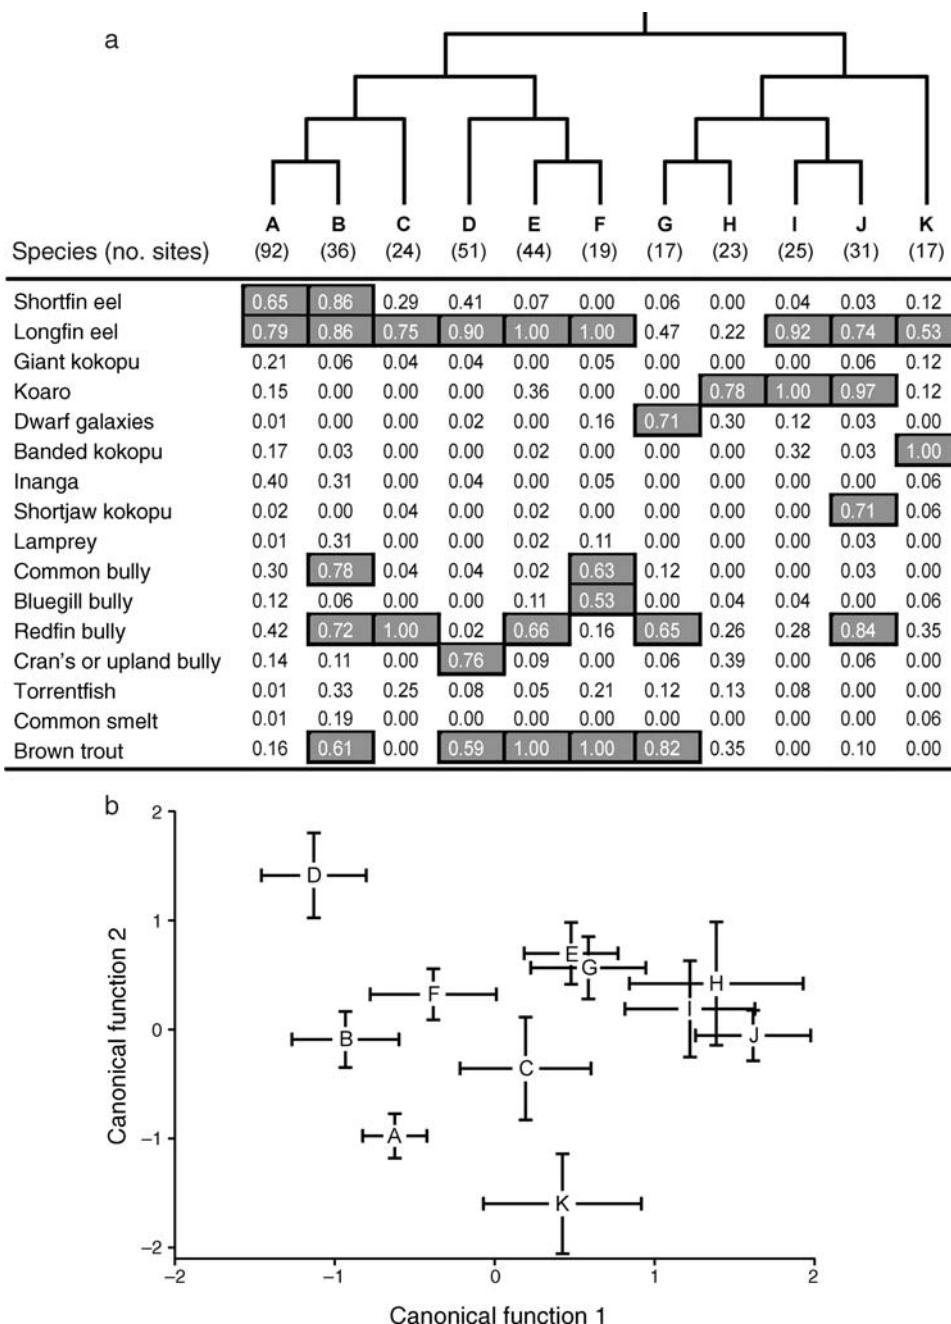 a
A B C D E F G H I J K
Species (no. sites) (92) (36) (24) (51) (44) (19) (17) (23) (25) (31) (17)
Shortfin eel 0.65 0.86 0.29 0.41 0.07 0.00 0.06 0.00 0.04 0.03 0.12
Longfin eel 0.79 0.86 0.75 0.90 1.00 1.00 0.47 0.22 0.92 0.74 0.53
Giant kokopu 0.21 0.06 0.04 0.04 0.00 0.05 0.00 0.00 0.00 0.06 0.12
Koaro 0.15 0.00 0.00 0.00 0.36 0.00 0.00 0.78 1.00 0.97 0.12
Dwarf galaxies 0.01 0.00 0.00 0.02 0.00 0.16 0.71 0.30 0.12 0.03 0.00
Banded kokopu 0.17 0.03 0.00 0.00 0.02 0.00 0.00 0.00 0.32 0.03 1.00
Inanga 0.40 0.31 0.00 0.04 0.00 0.05 0.00 0.00 0.00 0.00 0.06
Shortjaw kokopu 0.02 0.00 0.04 0.00 0.02 0.00 0.00 0.00 0.00 0.71 0.06
Lamprey 0.01 0.31 0.00 0.00 0.02 0.11 0.00 0.00 0.00 0.03 0.00
Common bully 0.30 0.78 0.04 0.04 0.02 0.63 0.12 0.00 0.00 0.03 0.00
Bluegill bully 0.12 0.06 0.00 0.00 0.11 0.53 0.00 0.04 0.04 0.00 0.06
Redfin bully 0.42 0.72 1.00 0.02 0.66 0.16 0.65 0.26 0.28 0.84 0.35
Cran's or upland bully 0.14 0.11 0.00 0.76 0.09 0.00 0.06 0.39 0.00 0.06 0.00
Torrentfish 0.01 0.33 0.25 0.08 0.05 0.21 0.12 0.13 0.08 0.00 0.00
Common smelt 0.01 0.19 0.00 0.00 0.00 0.00 0.00 0.00 0.00 0.00 0.06
Brown trout 0.16 0.61 0.00 0.59 1.00 1.00 0.82 0.35 0.00 0.10 0.00
b
Canonical function 2
2
1
0
−1
−2
D
E
G
F
H
I
B
J
C
A
K
−2 −1 0 1 2
Canonical function 1